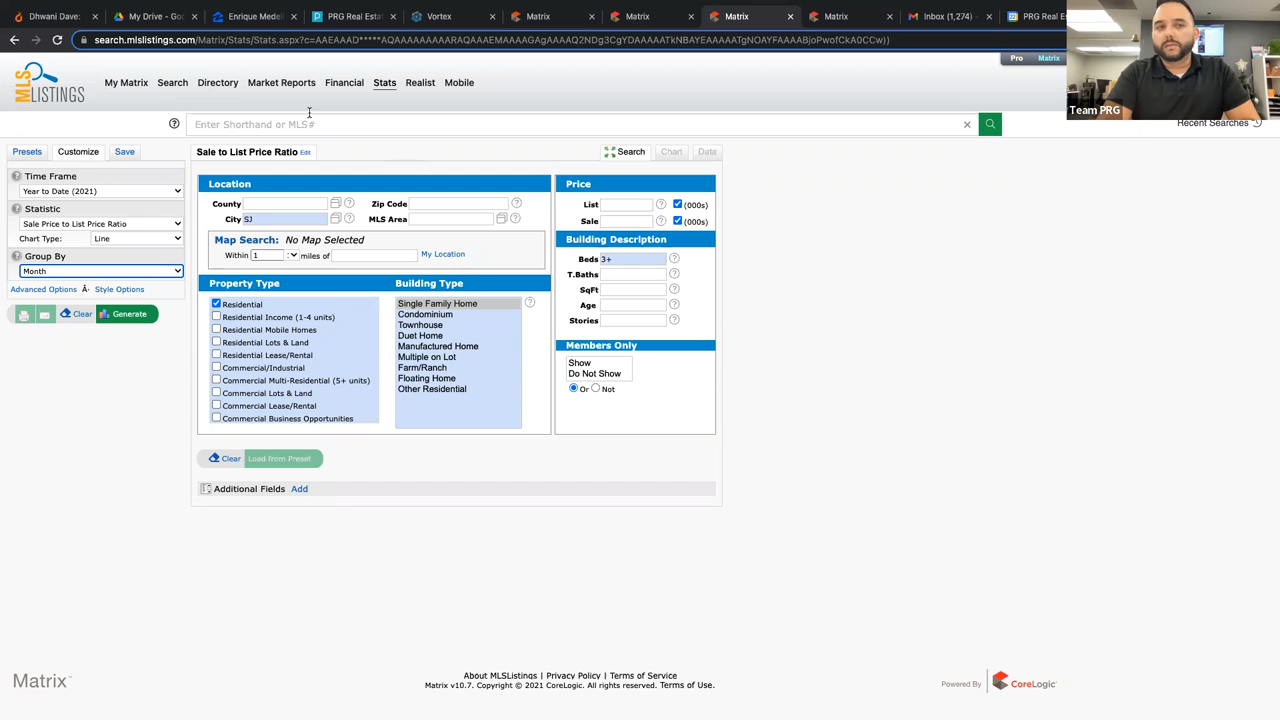 Dhwani Dave:
My Drive - Goo
Enrique Medel
PRG Real Esta
Vortex
Matrix
Matrix
Matrix
Matrix
Inbox (1,274)
PRG Real Es
search.mlslistings.com/Matrix/Stats/Stats.aspx?c=AAEAAAD*****AQAAAAAAAAARAQAAAEMAAAAGAgAAAAQ2NDg3CgYDAAAAATkNBAYEAAAAATgNOAYFAAAABjoPwofCkA0CCw))
Pro
Matrix
MLS LISTINGS
My Matrix
Search
Directory
Market Reports
Financial
Stats
Realist
Mobile
Team PRG
Enter Shorthand or MLS#
Recent Searches
Presets
Customize
Save
Sale to List Price Ratio Edit
Search
Chart
Data
Time Frame
Year to Date (2021)
Statistic
Sale Price to List Price Ratio
Chart Type:
Line
Group By
Month
Advanced Options
Â·
Style Options
Clear
Generate
Location
County
Zip Code
City SJ
MLS Area
Map Search: No Map Selected
Within 1 miles of
My Location
Property Type
Residential
Residential Income (1-4 units)
Residential Mobile Homes
Residential Lots & Land
Residential Lease/Rental
Commercial/Industrial
Commercial Multi-Residential (5+ units)
Commercial Lots & Land
Commercial Lease/Rental
Commercial Business Opportunities
Building Type
Single Family Home
Condominium
Townhouse
Duet Home
Manufactured Home
Multiple on Lot
Farm/Ranch
Floating Home
Other Residential
Price
List
(000s)
Sale
(000s)
Building Description
Beds 3+
T.Baths
SqFt
Age
Stories
Members Only
Show
Do Not Show
Or
Not
Clear
Load from Preset
Additional Fields Add
About MLSListings | Privacy Policy | Terms of Service
Matrix v10.7. Copyright © 2021 CoreLogic. All rights reserved. Terms of Use.
Matrix™
Powered By
CoreLogic